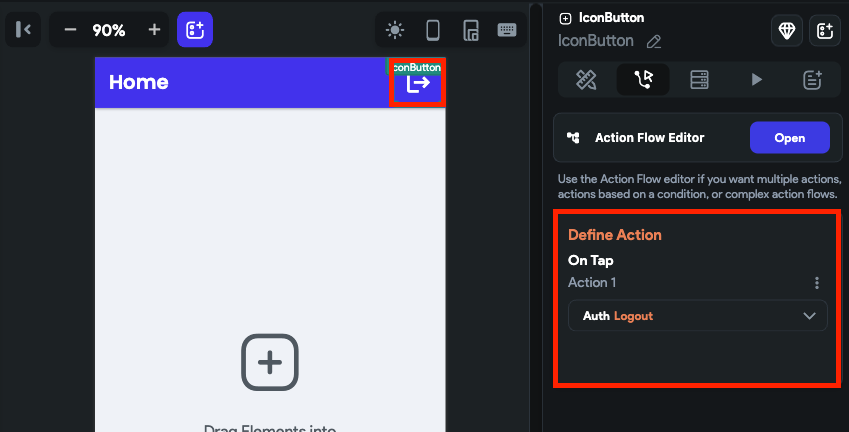 90%
Home
conButton
Drag Elements into
IconButton
IconButton
Action Flow Editor
Open
Use the Action Flow editor if you want multiple actions,
actions based on a condition, or complex action flows.
Define Action
On Tap
Action 1
Auth Logout